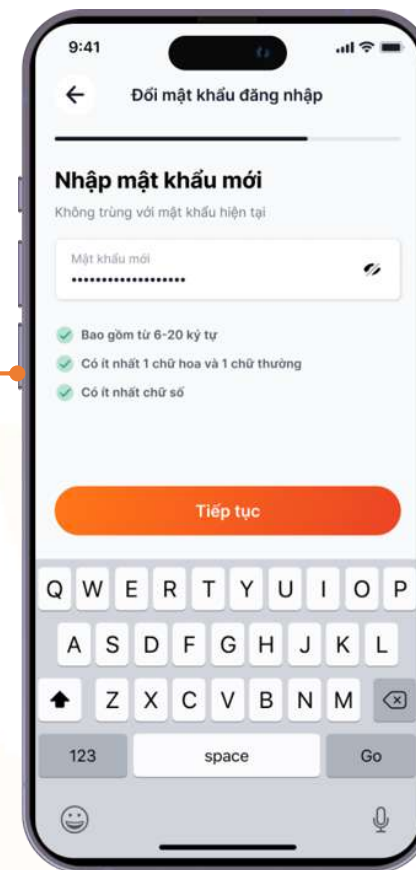 9:41
Đổi mật khẩu đăng nhập
Nhập mật khẩu mới
Không trùng với mật khẩu hiện tại
Mật khẩu mới
•••••••••••••••••••
Bao gồm từ 6-20 ký tự
Có ít nhất 1 chữ hoa và 1 chữ thường
Có ít nhất chữ số
Tiếp tục
Q W E R T Y U I O P
A S D F G H J K L
Z X C V B N M
123 space Go